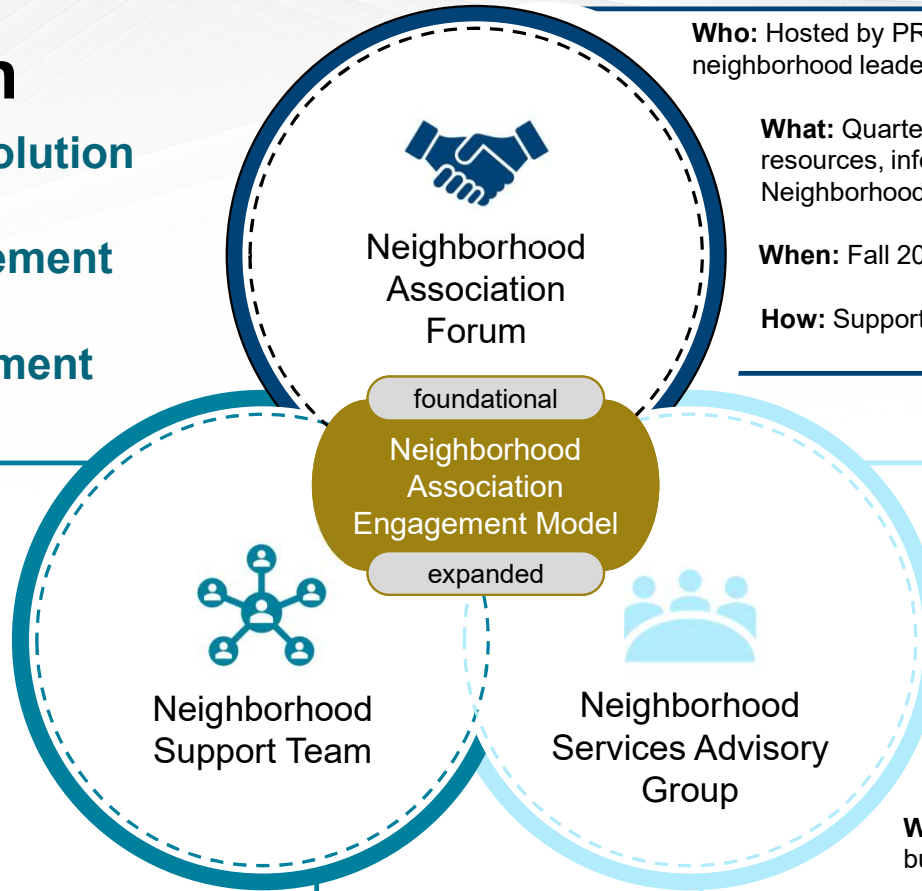 Who: Hosted by PR
neighborhood leade
What: Quarte
resources, info
Neighborhood
When: Fall 20
How: Support
n
olution
ement
ment
Neighborhood
Association
Forum
foundational
Neighborhood
Association
Engagement Model
expanded
Neighborhood
Support Team
Neighborhood
Services Advisory
Group
W
bu